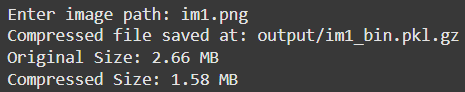 Enter image path: im1.png
Compressed file saved at: output/im1_bin.pkl.gz
Original Size: 2.66 MB
Compressed Size: 1.58 MB